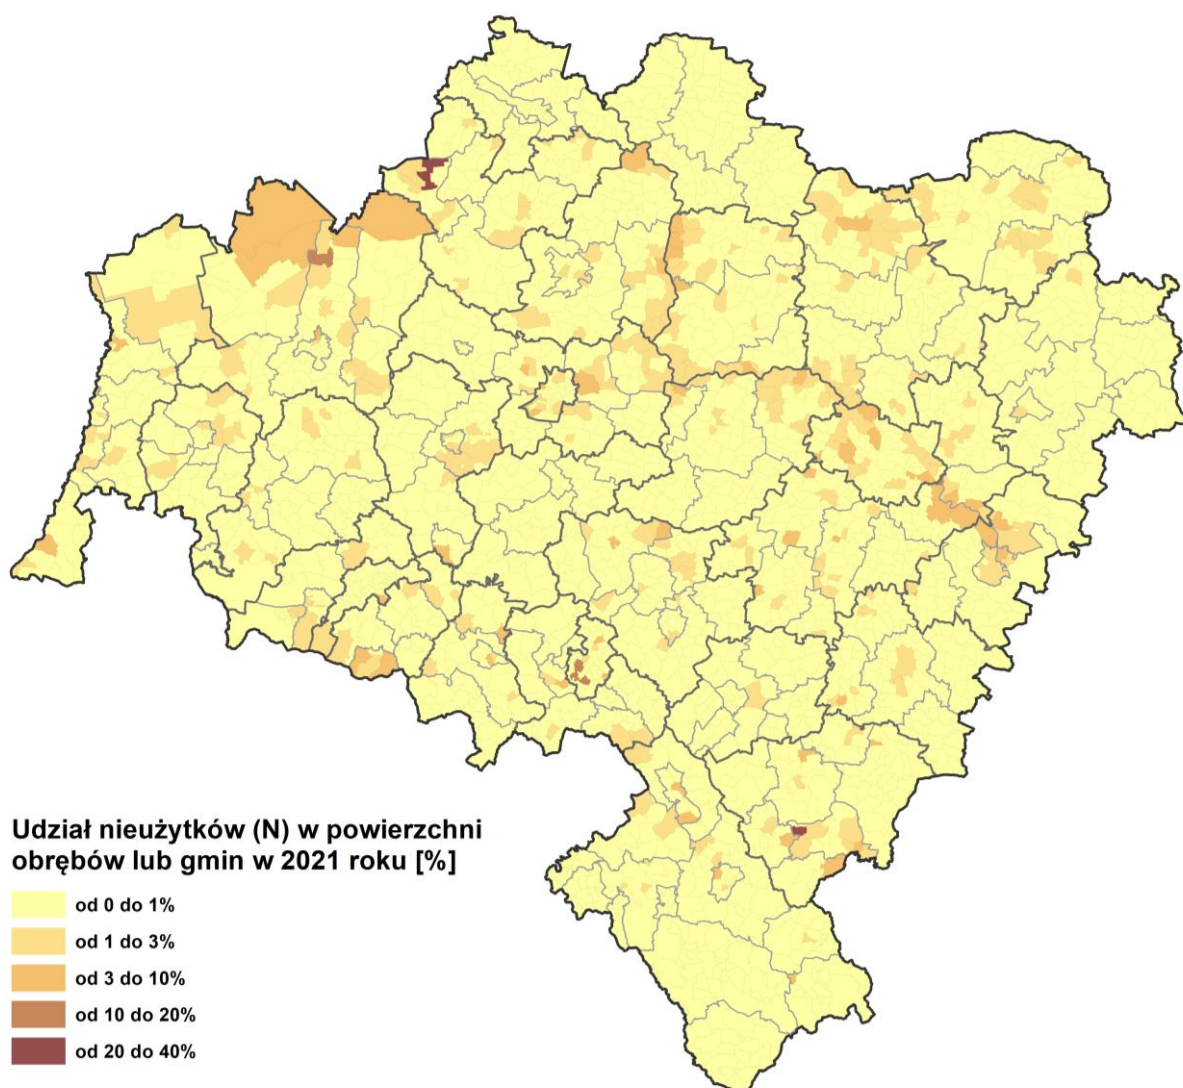 Udział nieużytków (N) w powierzchni
obrębów lub gmin w 2021 roku [%]
od 0 do 1%
od 1 do 3%
od 3 do 10%
od 10 do 20%
od 20 do 40%